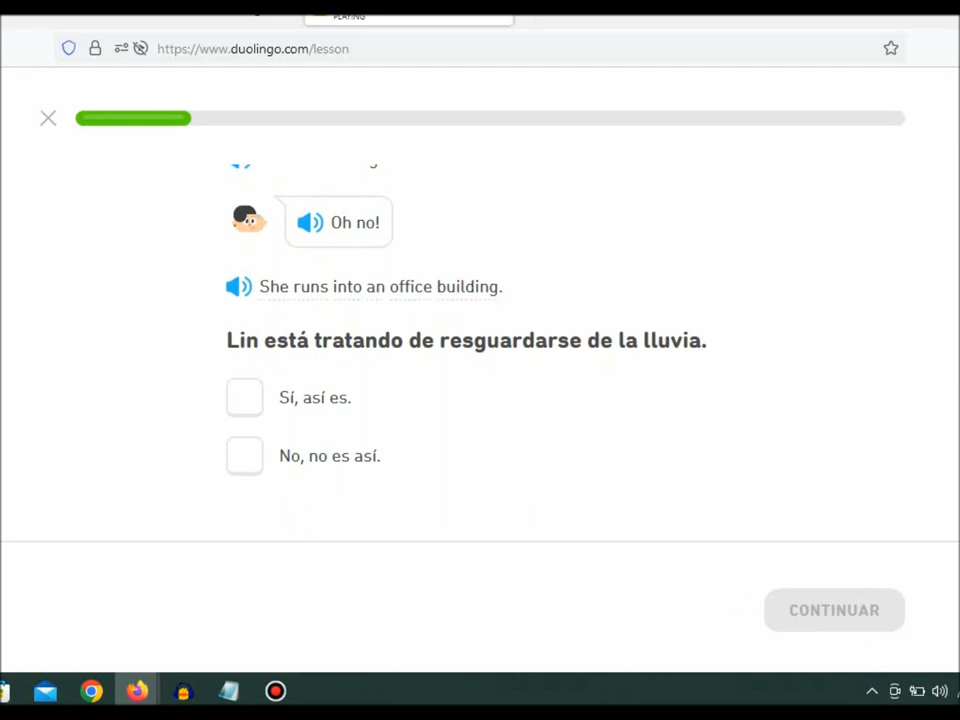 PLAYING
https://www.duolingo.com/lesson
Oh no!
She runs into an office building.
Lin está tratando de resguardarse de la lluvia.
Sí, así es.
No, no es así.
CONTINUAR